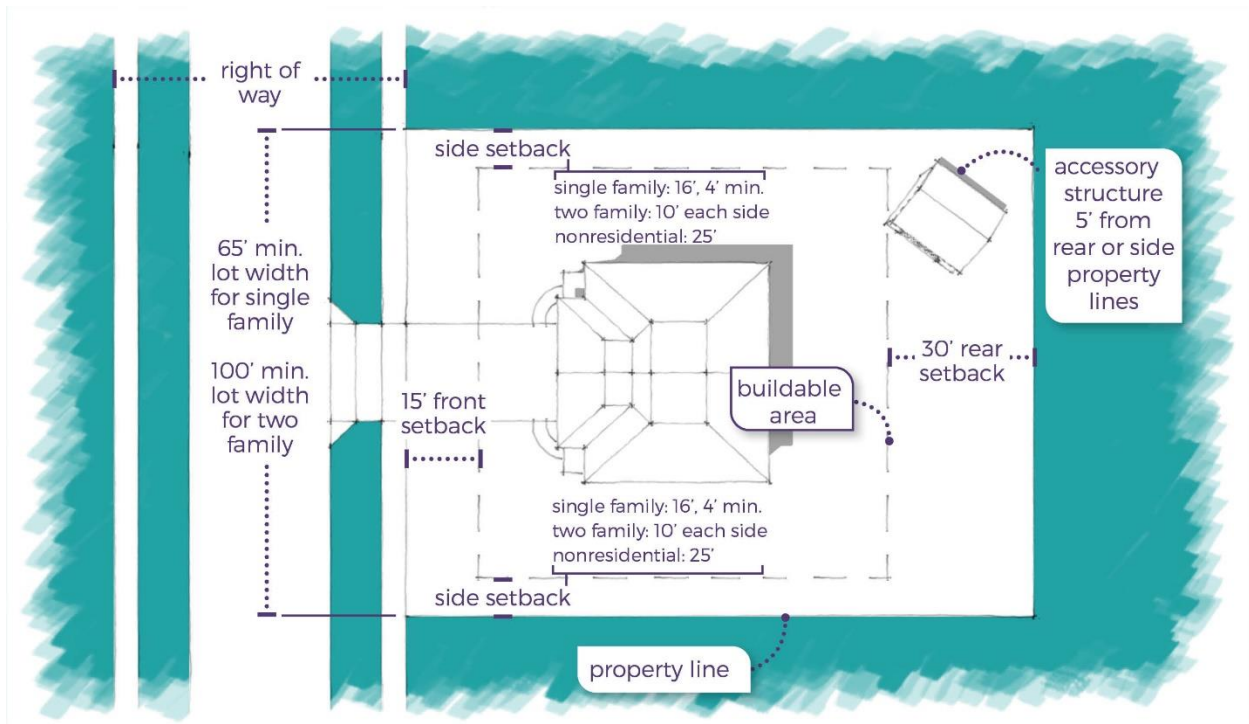 right of
way
side setback
single family: 16’, 4’ min.
two family: 10’ each side
nonresidential: 25’
accessory
structure
5’ from
rear or side
property
lines
65’ min.
lot width
for single
family
100’ min.
lot width
for two
family
15’ front
setback
buildable
area
30’ rear
setback
single family: 16’, 4’ min.
two family: 10’ each side
nonresidential: 25’
side setback
property line